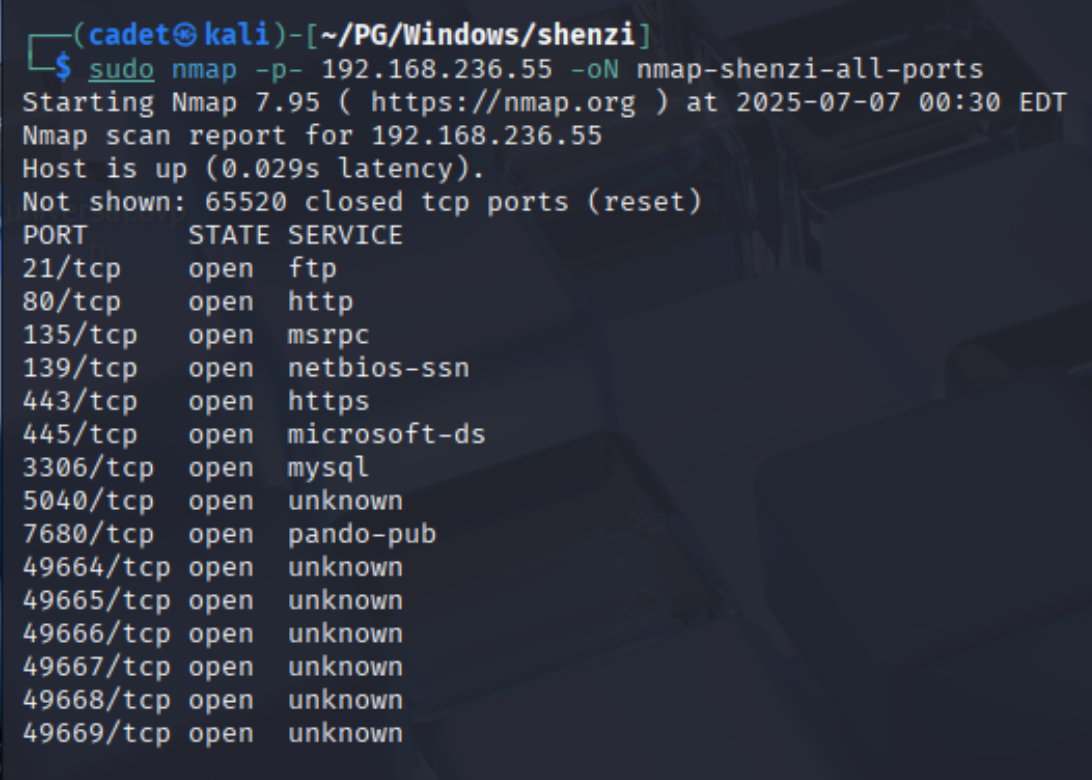 ┌──(cadet㉿kali)-[~/PG/Windows/shenzi]
└─$ sudo nmap -p- 192.168.236.55 -oN nmap-shenzi-all-ports
Starting Nmap 7.95 ( https://nmap.org ) at 2025-07-07 00:30 EDT
Nmap scan report for 192.168.236.55
Host is up (0.029s latency).
Not shown: 65520 closed tcp ports (reset)
PORT      STATE SERVICE
21/tcp    open  ftp
80/tcp    open  http
135/tcp   open  msrpc
139/tcp   open  netbios-ssn
443/tcp   open  https
445/tcp   open  microsoft-ds
3306/tcp  open  mysql
5040/tcp  open  unknown
7680/tcp  open  pando-pub
49664/tcp open  unknown
49665/tcp open  unknown
49666/tcp open  unknown
49667/tcp open  unknown
49668/tcp open  unknown
49669/tcp open  unknown